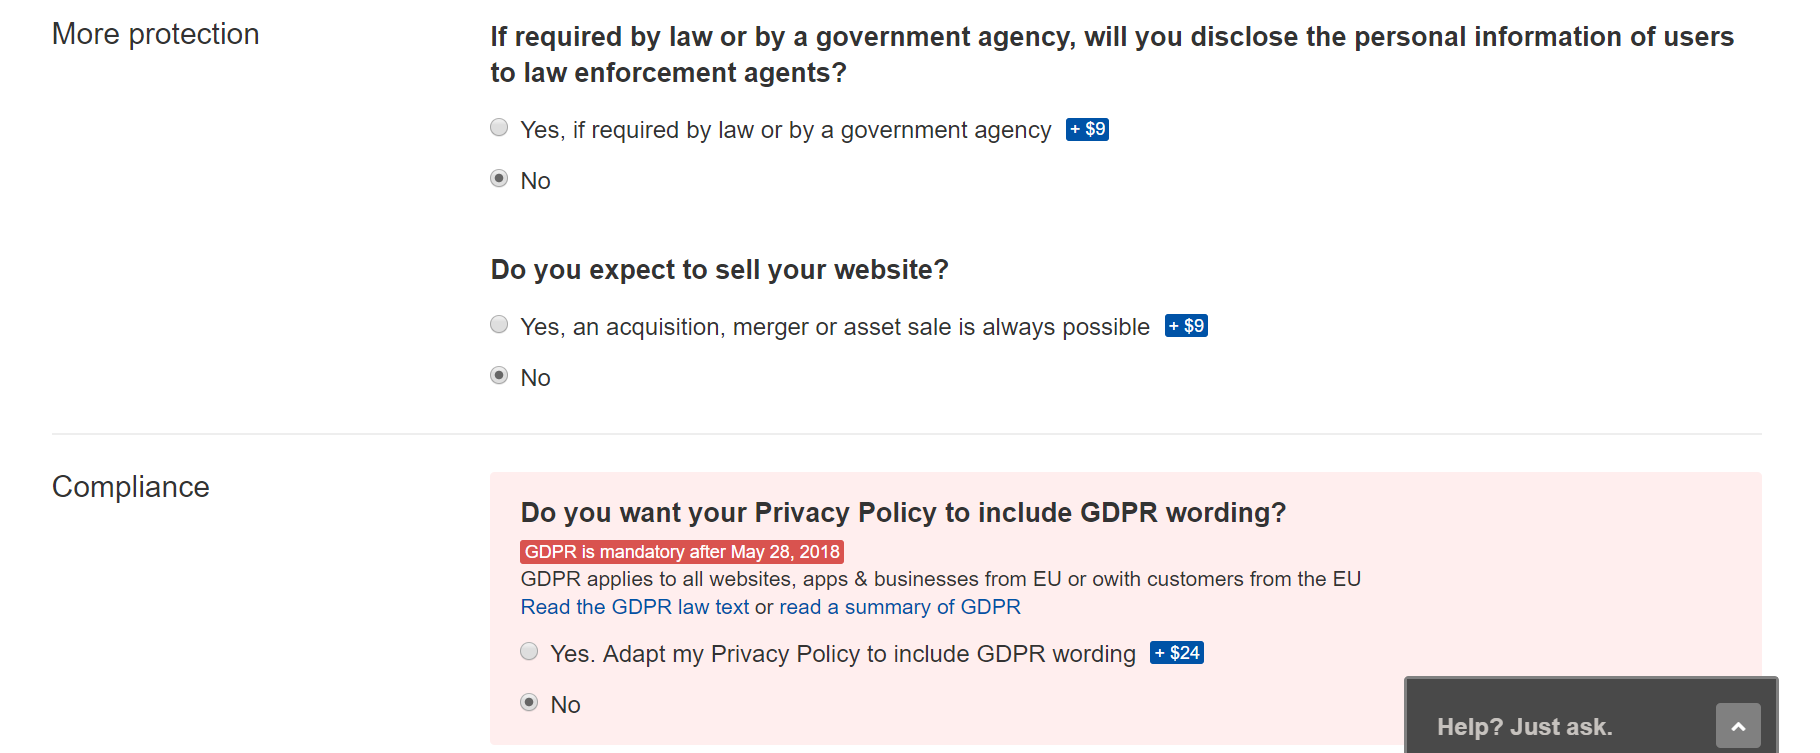 More protection
If required by law or by a government agency, will you disclose the personal information of users
to law enforcement agents?
Yes, if required by law or by a government agency + $9
No
Do you expect to sell your website?
Yes, an acquisition, merger or asset sale is always possible + $9
No
Compliance
Do you want your Privacy Policy to include GDPR wording?
GDPR is mandatory after May 28, 2018
GDPR applies to all websites, apps & businesses from EU or owith customers from the EU
Read the GDPR law text or read a summary of GDPR
Yes. Adapt my Privacy Policy to include GDPR wording + $24
No
Help? Just ask.